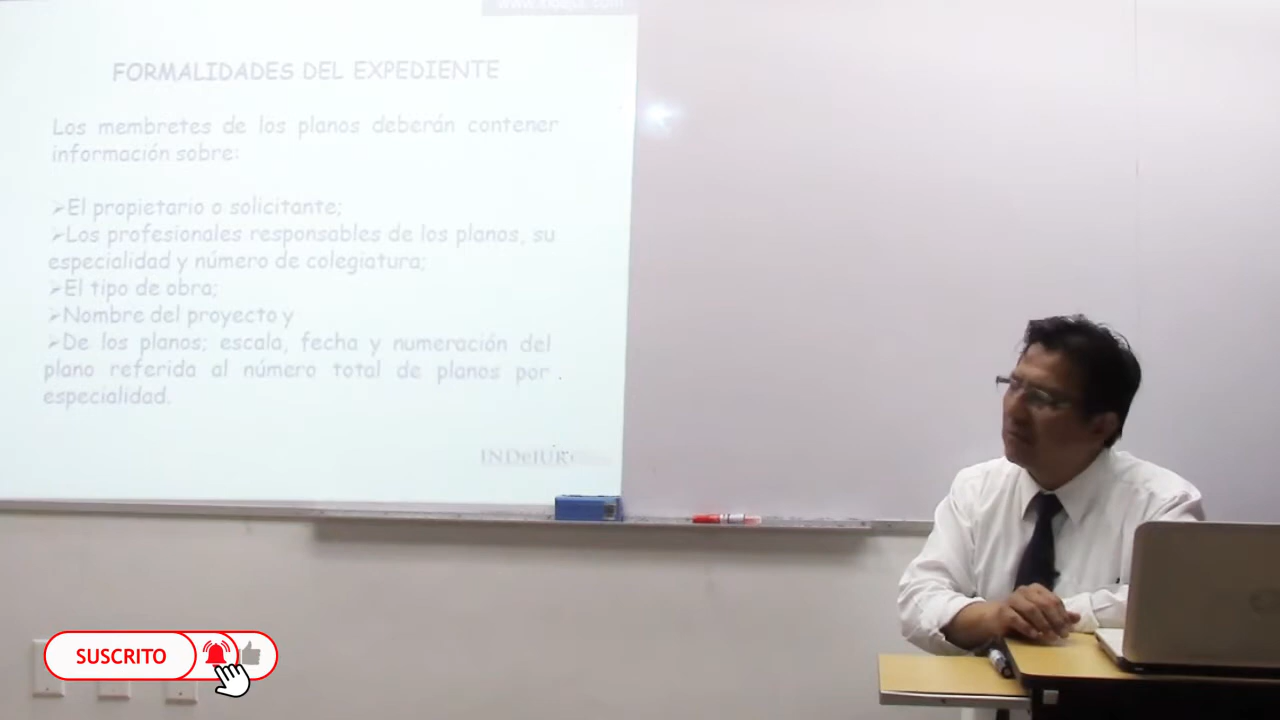 FORMALIDADES DEL EXPEDIENTE
Los membretes de los planos deberán contener
información sobre:
➢El propietario o solicitante;
➢Los profesionales responsables de los planos, su
especialidad y número de colegiatura;
➢El tipo de obra;
➢Nombre del proyecto y
➢De los planos; escala, fecha y numeración del
plano referida al número total de planos por
especialidad.
INDeJUR
SUSCRITO